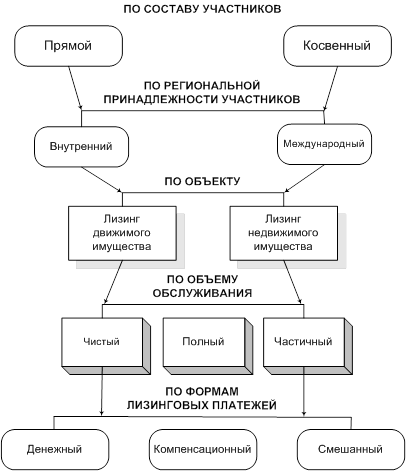 ПО СОСТАВУ УЧАСТНИКОВ
Прямой
Косвенный
ПО РЕГИОНАЛЬНОЙ
ПРИНАДЛЕЖНОСТИ УЧАСТНИКОВ
Внутренний
Международный
ПО ОБЪЕКТУ
Лизинг
движимого
имущества
Лизинг
недвижимого
имущества
ПО ОБЪЕМУ
ОБСЛУЖИВАНИЯ
Чистый
Полный
Частичный
ПО ФОРМАМ
ЛИЗИНГОВЫХ ПЛАТЕЖЕЙ
Денежный
Компенсационный
Смешанный